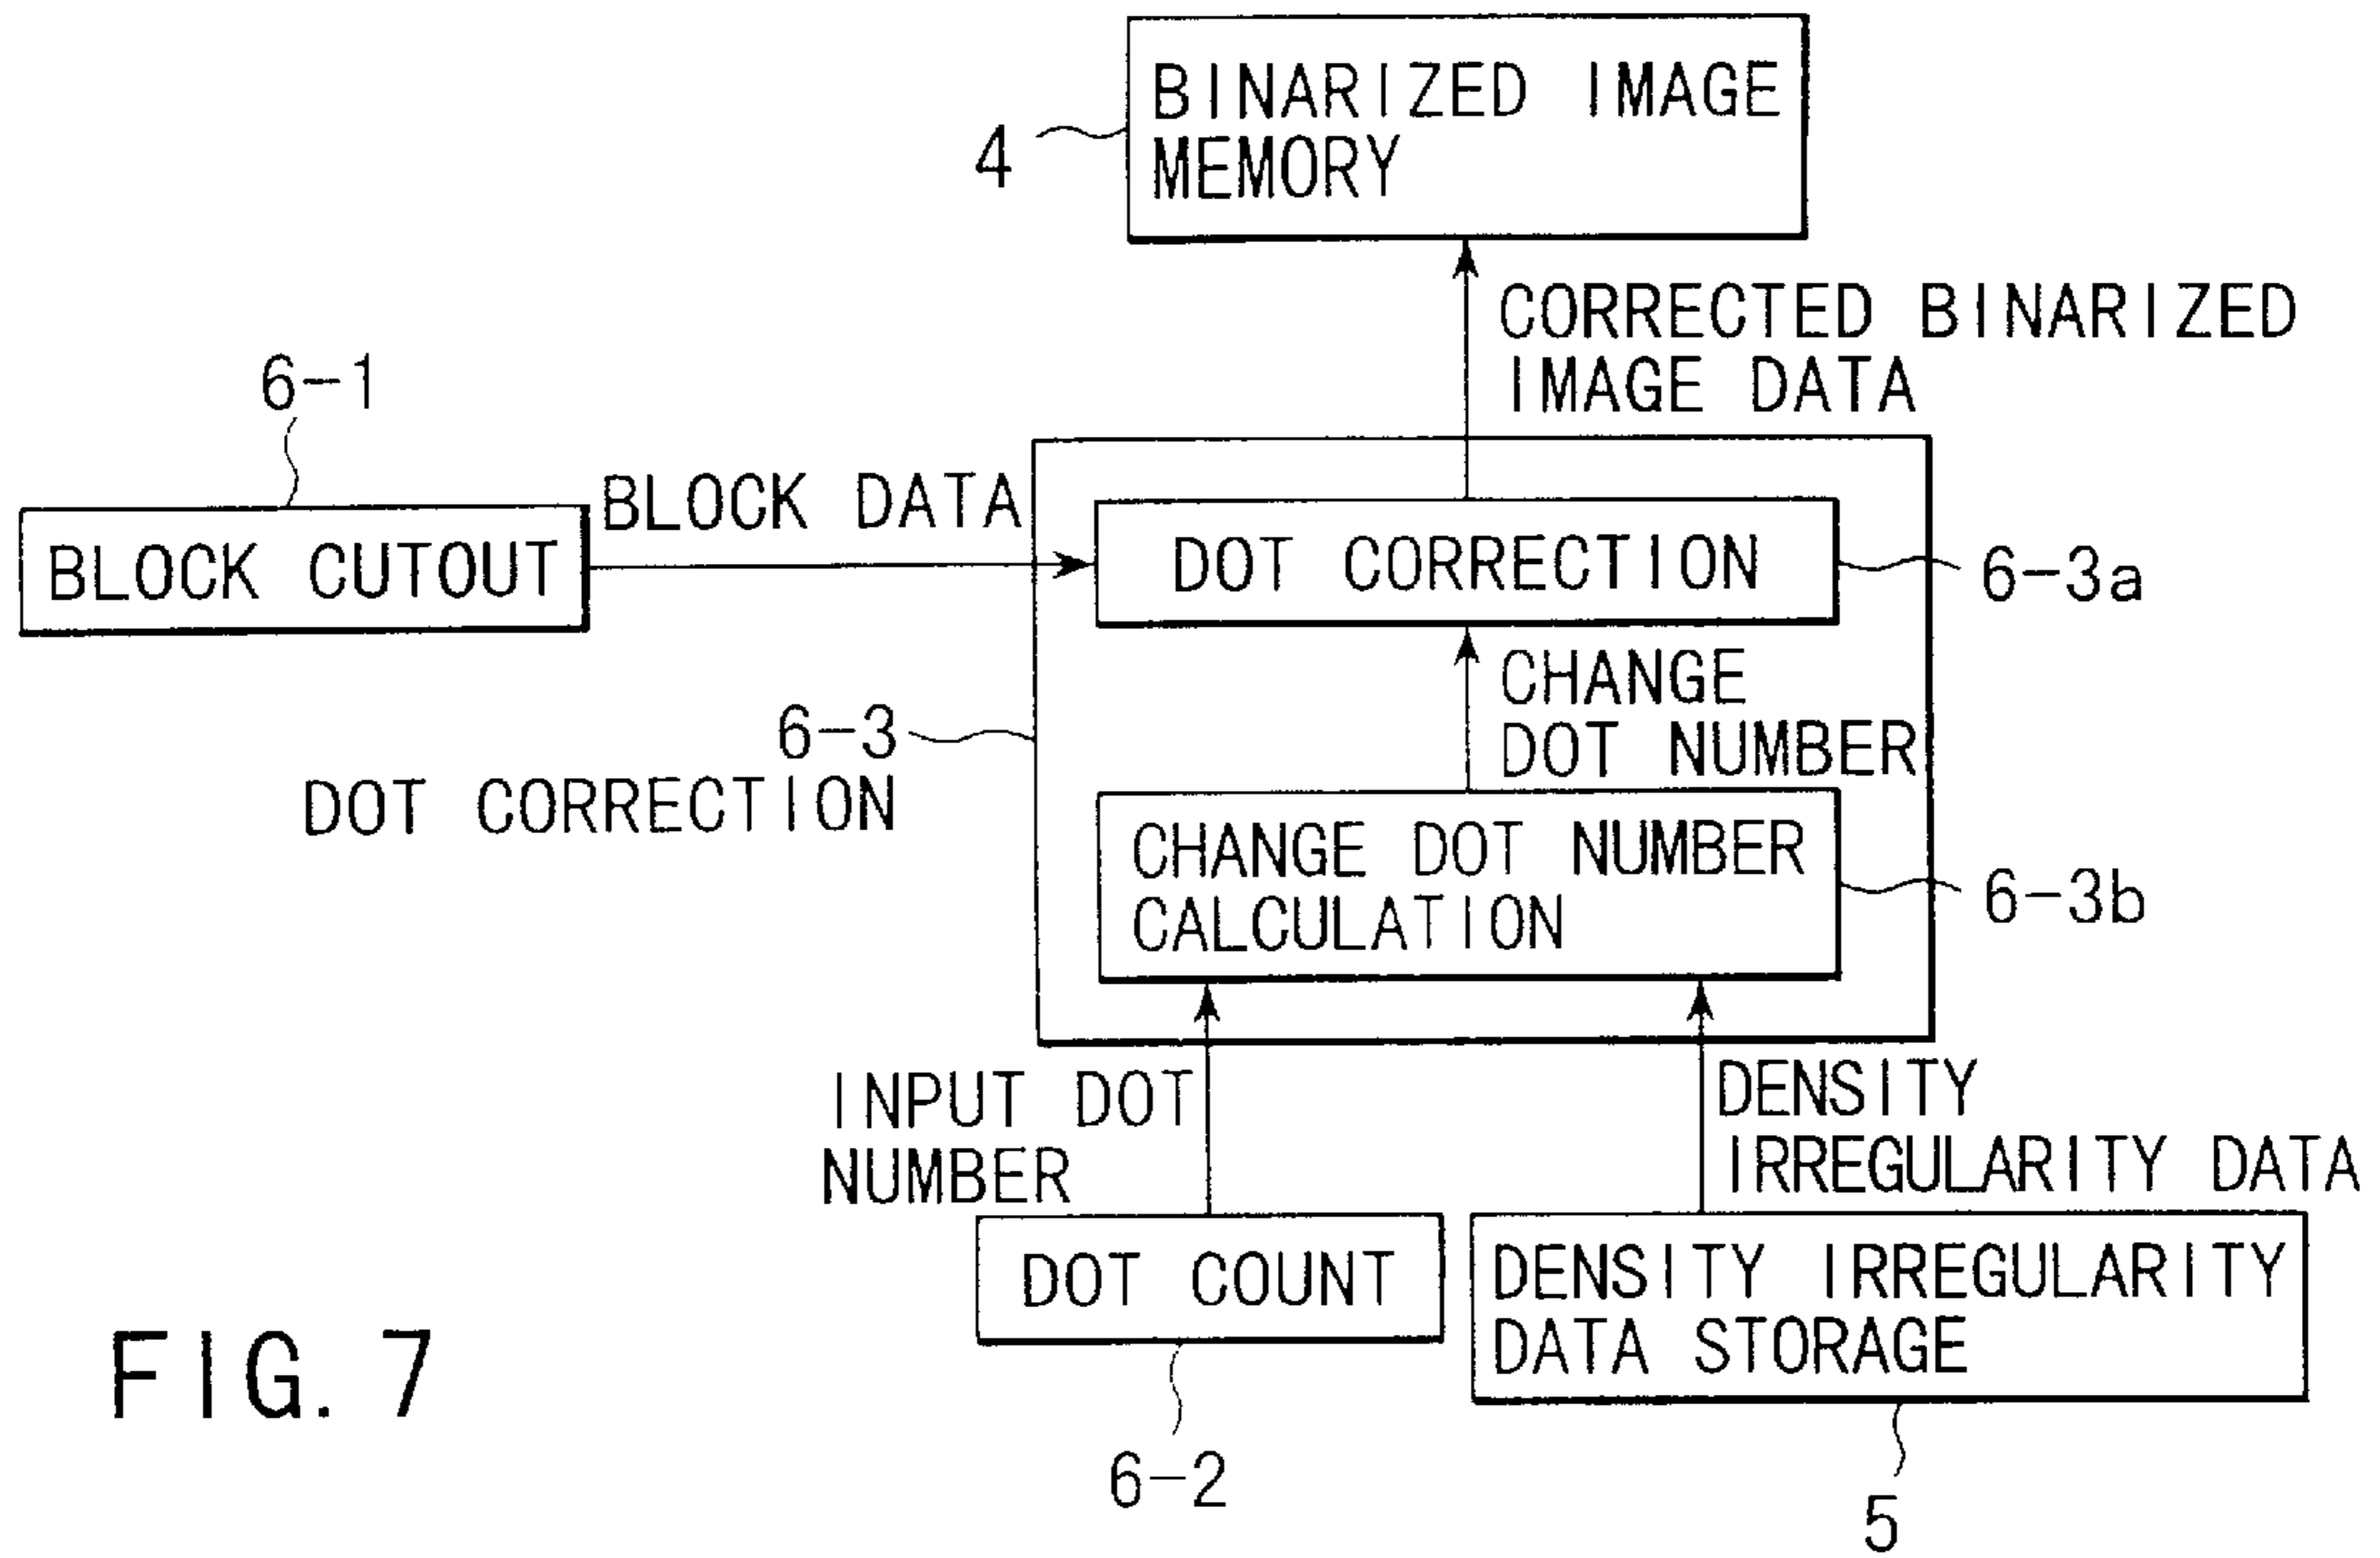 BINARIZED IMAGE
MEMORY
4
CORRECTED BINARIZED
IMAGE DATA
6-1
BLOCK DATA
BLOCK CUTOUT
DOT CORRECTION
6-3a
CHANGE
DOT NUMBER
6-3
DOT CORRECTION
CHANGE DOT NUMBER
CALCULATION
6-3b
INPUT DOT
NUMBER
DENSITY
IRREGULARITY DATA
DOT COUNT
DENSITY IRREGULARITY
DATA STORAGE
6-2
5
FIG. 7